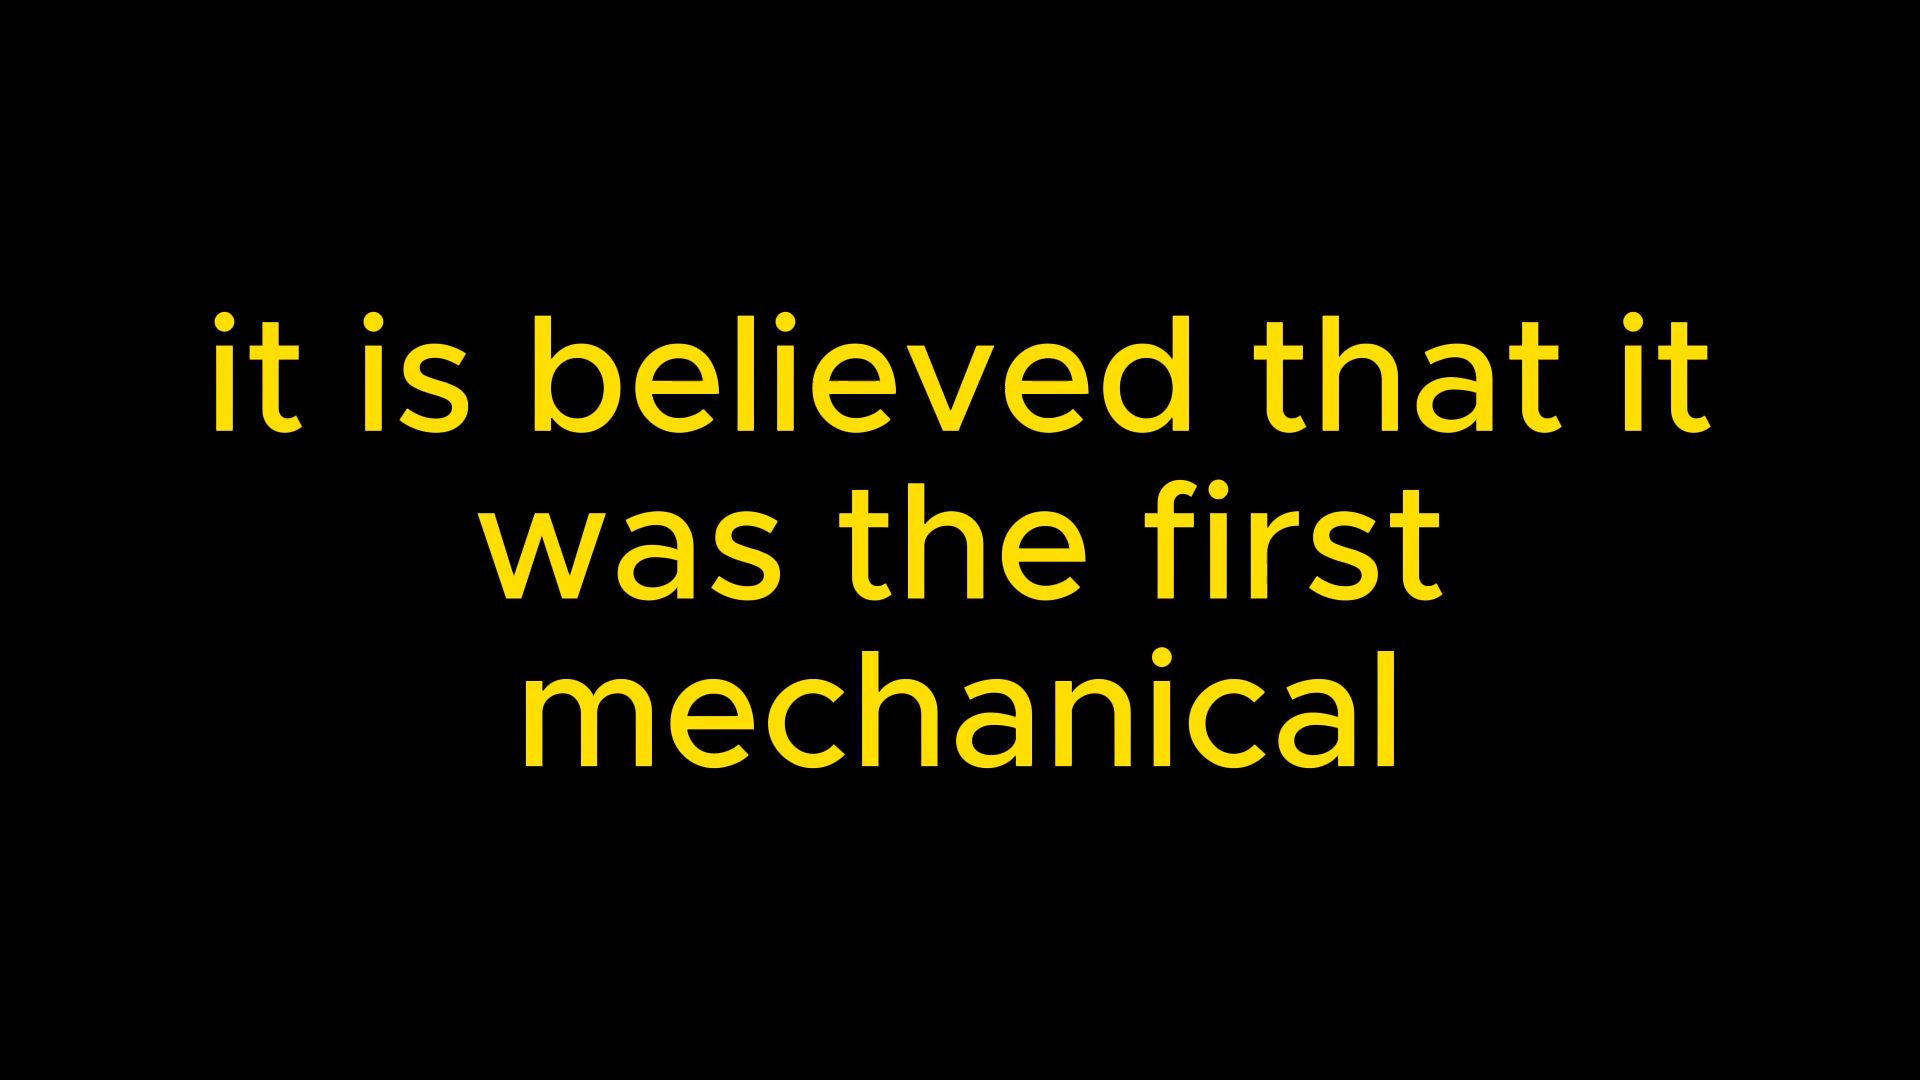 it is believed that it
was the first
mechanical